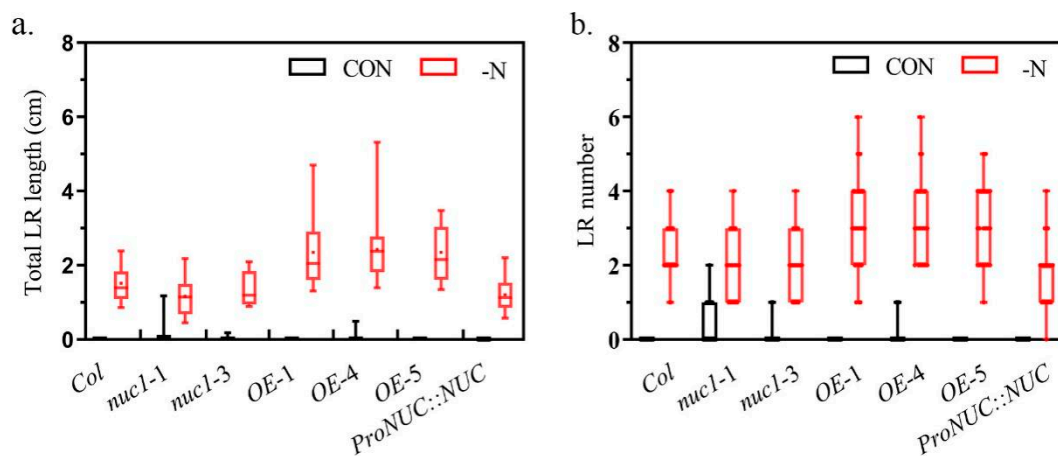 a.
8
6
4
2
0
Total LR length (cm)
CON -N
Col
nuc1-1
nuc1-3
OE-1
OE-4
OE-5
ProNUC::NUC
b.
8
6
4
2
0
LR number
CON -N
Col
nuc1-1
nuc1-3
OE-1
OE-4
OE-5
ProNUC::NUC